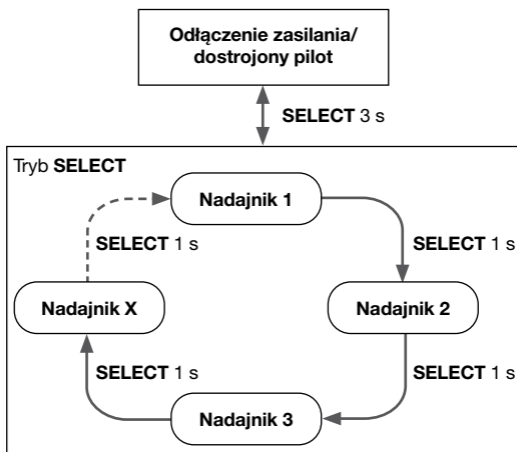 Odłączenie zasilania/
dostrojony pilot
SELECT 3 s
Tryb SELECT
Nadajnik 1
SELECT 1 s
SELECT 1 s
Nadajnik X
Nadajnik 2
SELECT 1 s
SELECT 1 s
Nadajnik 3